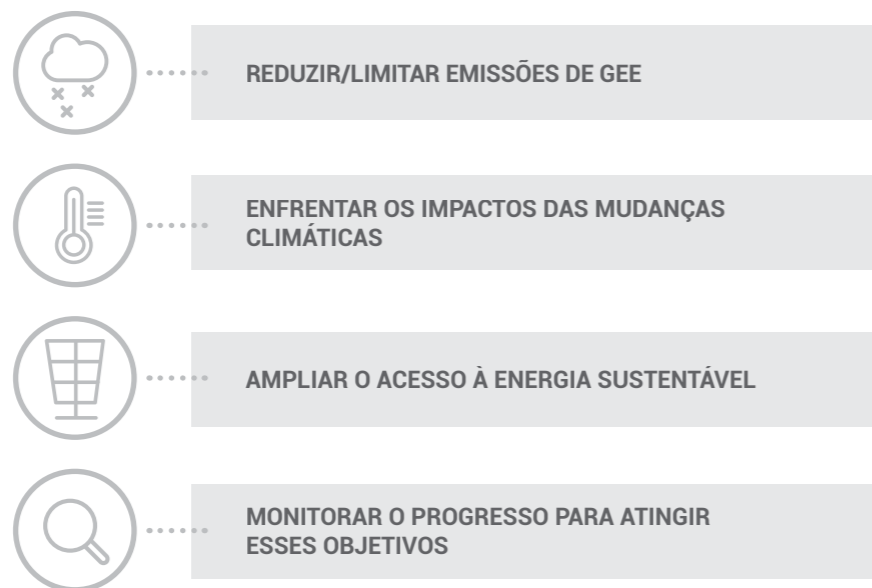 REDUZIR/LIMITAR EMISSÕES DE GEE
ENFRENTAR OS IMPACTOS DAS MUDANÇAS
CLIMÁTICAS
AMPLIAR O ACESSO À ENERGIA SUSTENTÁVEL
MONITORAR O PROGRESSO PARA ATINGIR
ESSES OBJETIVOS